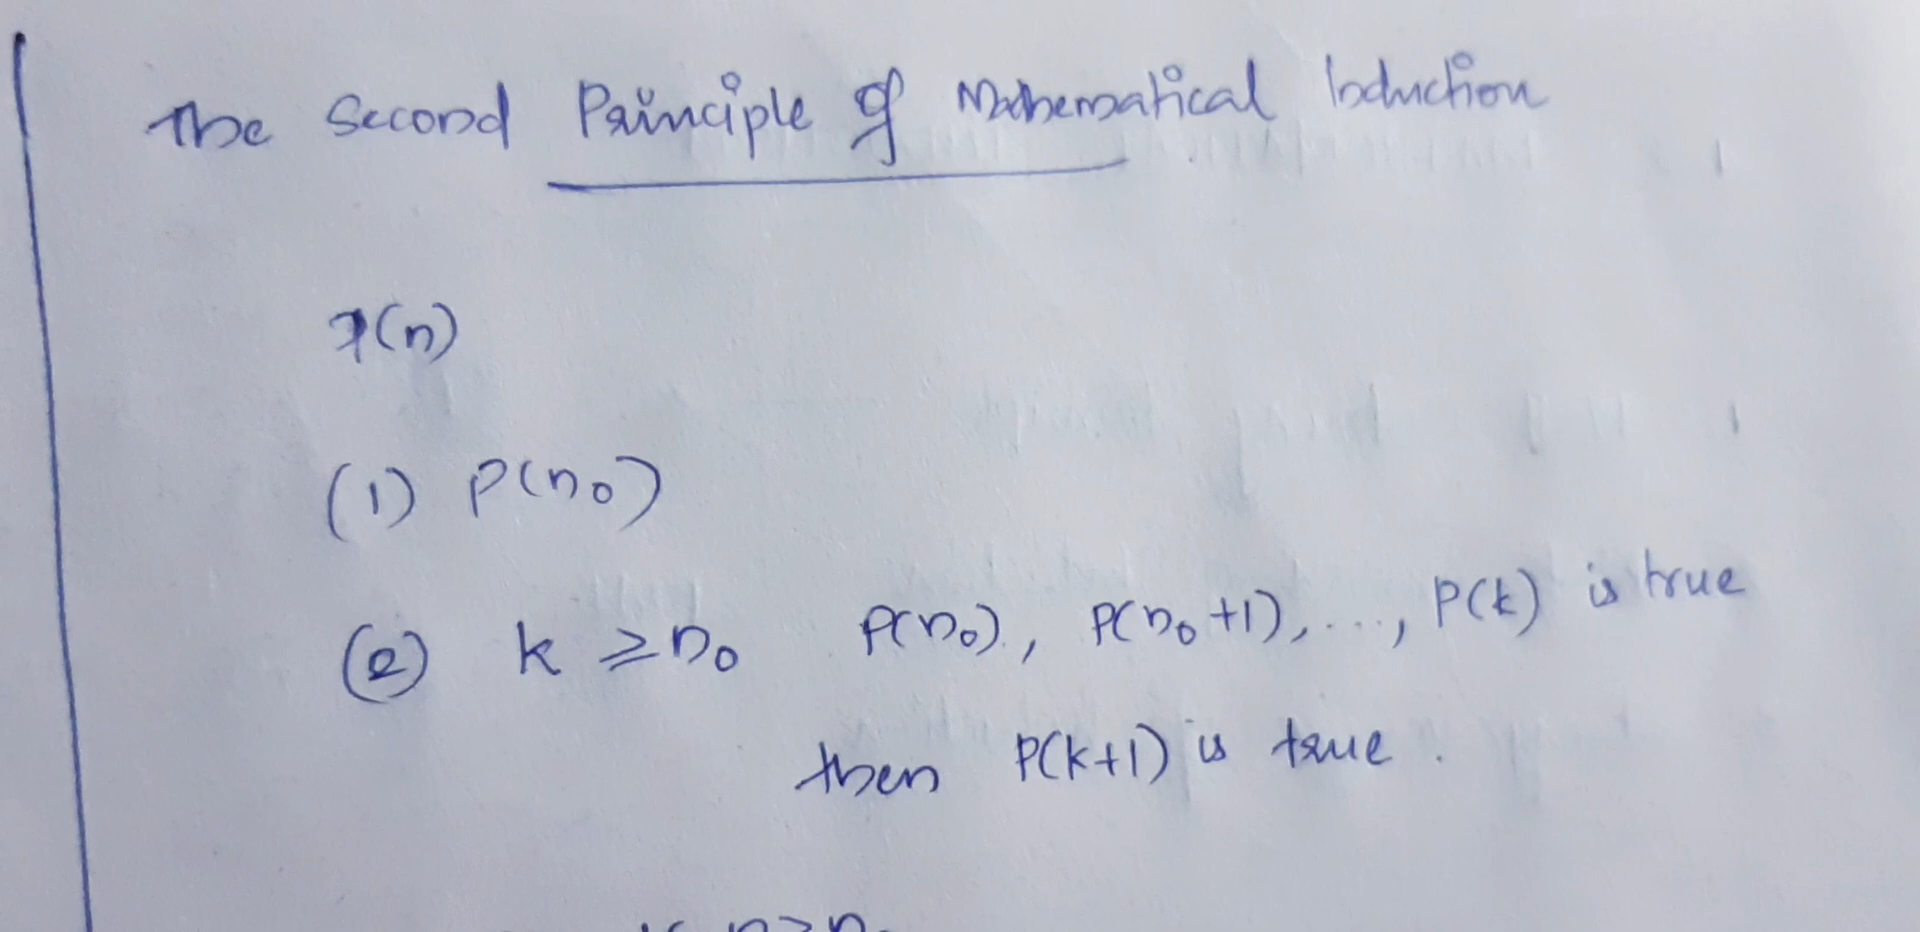 The Second Principle of Mathematical Induction
P(n)
(1) P(n₀)
(2) k ≥ n₀ P(n₀), P(n₀+1), ..., P(k) is true
then P(k+1) is true.